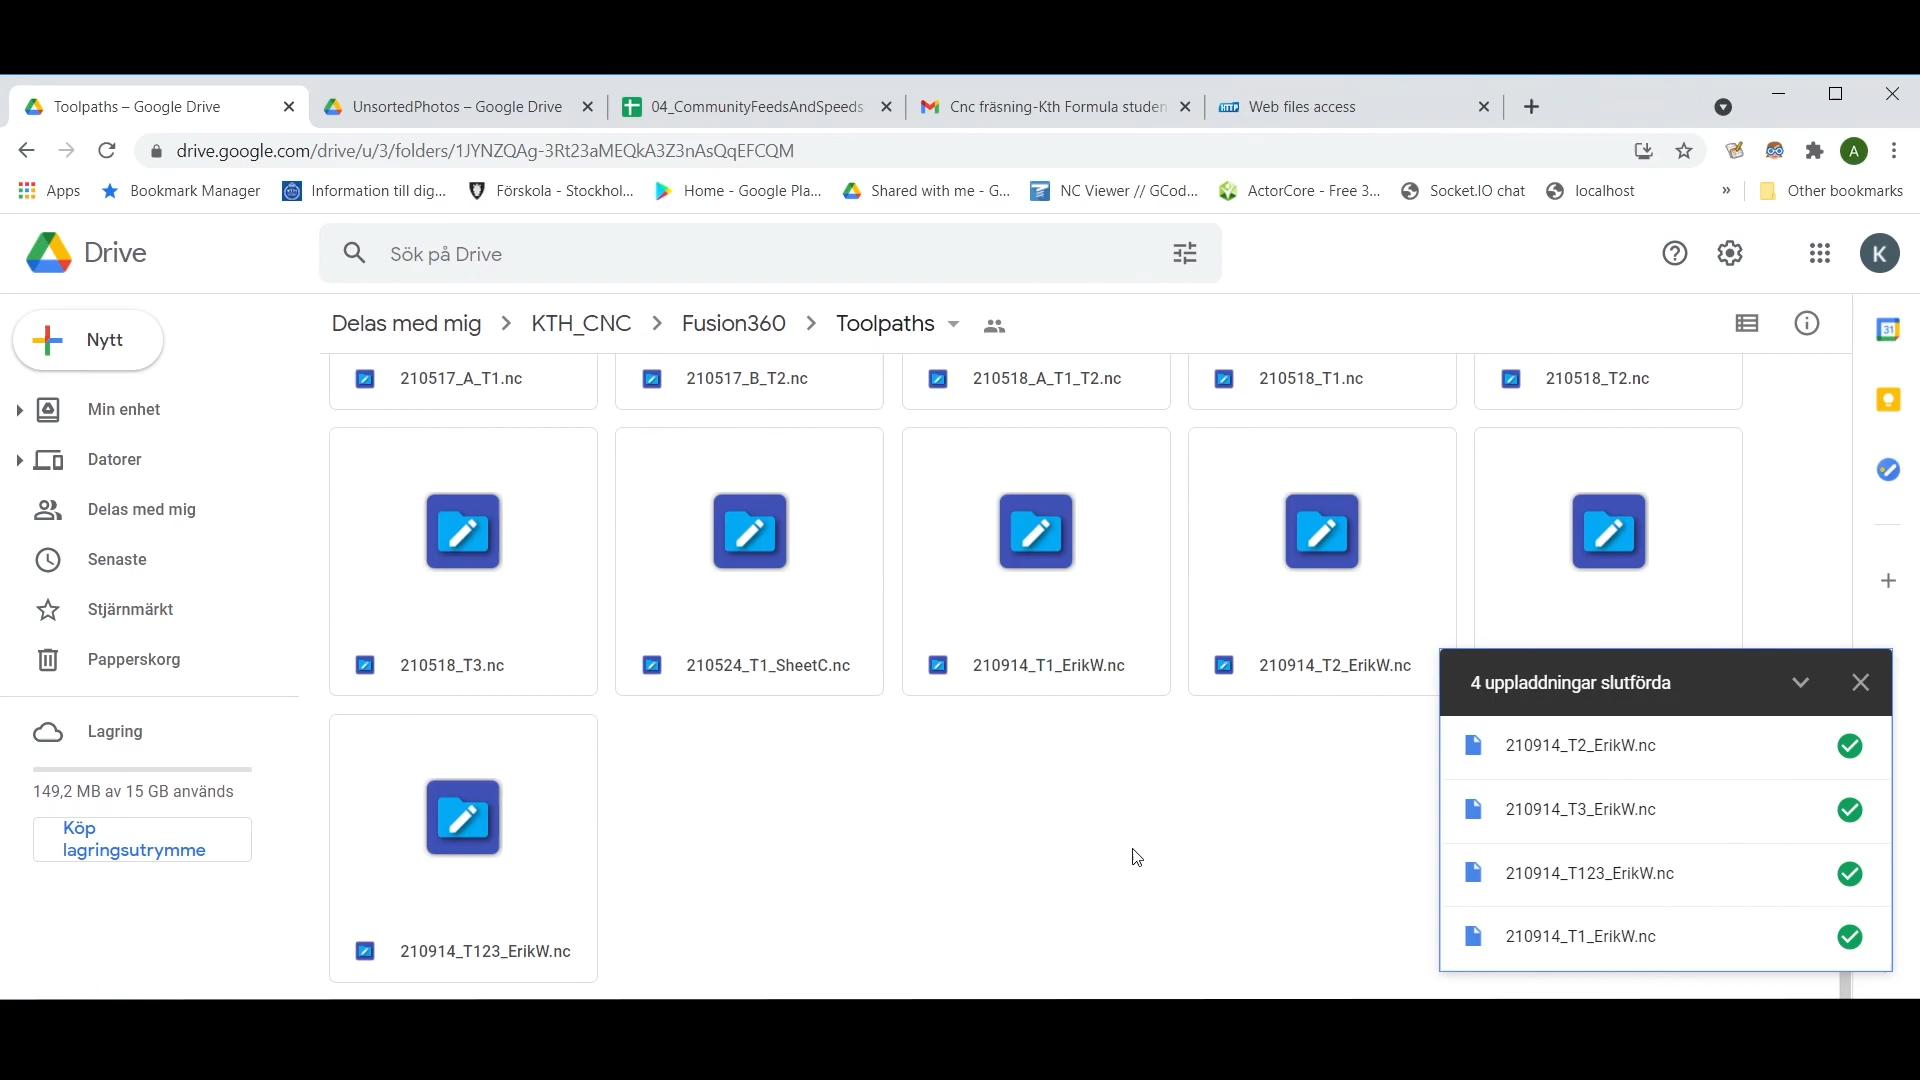 Toolpaths – Google Drive
UnsortedPhotos – Google Drive
04_CommunityFeedsAndSpeeds
Cnc fräsning-Kth Formula studen
HTTP
Web files access
drive.google.com/drive/u/3/folders/1JYNZQAg-3Rt23aMEQkA3Z3nAsQqEFCQM
A
Apps
Bookmark Manager
Information till dig...
Förskola - Stockhol...
Home - Google Pla...
Shared with me - G...
NC Viewer // GCod...
ActorCore - Free 3...
Socket.IO chat
localhost
»
Other bookmarks
Drive
Sök på Drive
K
Nytt
Delas med mig > KTH_CNC > Fusion360 > Toolpaths
31
210517_A_T1.nc
210517_B_T2.nc
210518_A_T1_T2.nc
210518_T1.nc
210518_T2.nc
Min enhet
Datorer
Delas med mig
Senaste
Stjärnmärkt
Papperskorg
Lagring
149,2 MB av 15 GB används
Köp
lagringsutrymme
210518_T3.nc
210524_T1_SheetC.nc
210914_T1_ErikW.nc
210914_T2_ErikW.nc
210914_T123_ErikW.nc
4 uppladdningar slutförda
210914_T2_ErikW.nc
210914_T3_ErikW.nc
210914_T123_ErikW.nc
210914_T1_ErikW.nc